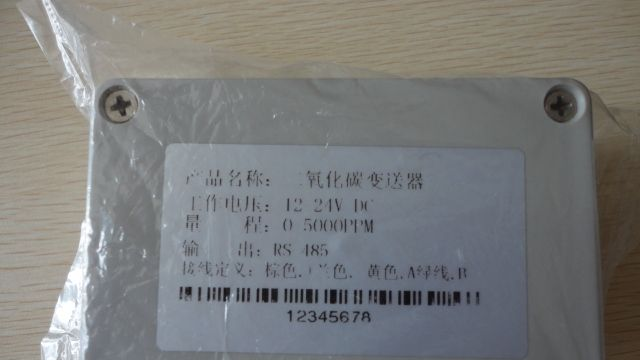 产品名称: 二氧化碳变送器
工作电压: 12-24V DC
量 程: 0-5000PPM
输 出: RS-485
接线定义: 棕色, 色, 黄色,A绿线,B
12345678